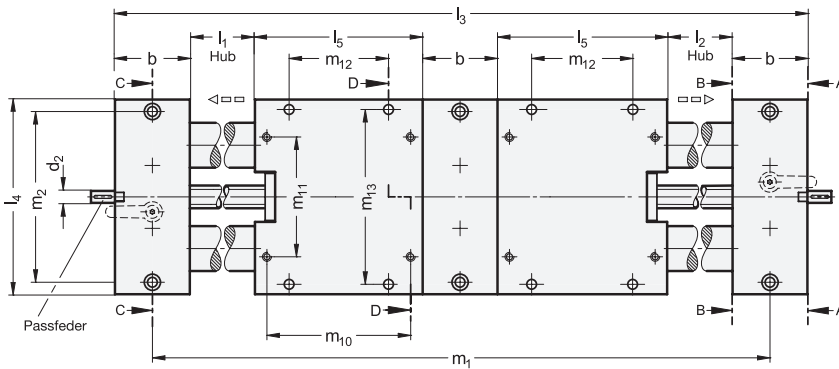 l3
b l1 l5 b l5 l2 b
Hub m12 m12 Hub
C D B A
l4 m2 d2 m11 m13
Passfeder
C D B A
m10
m1